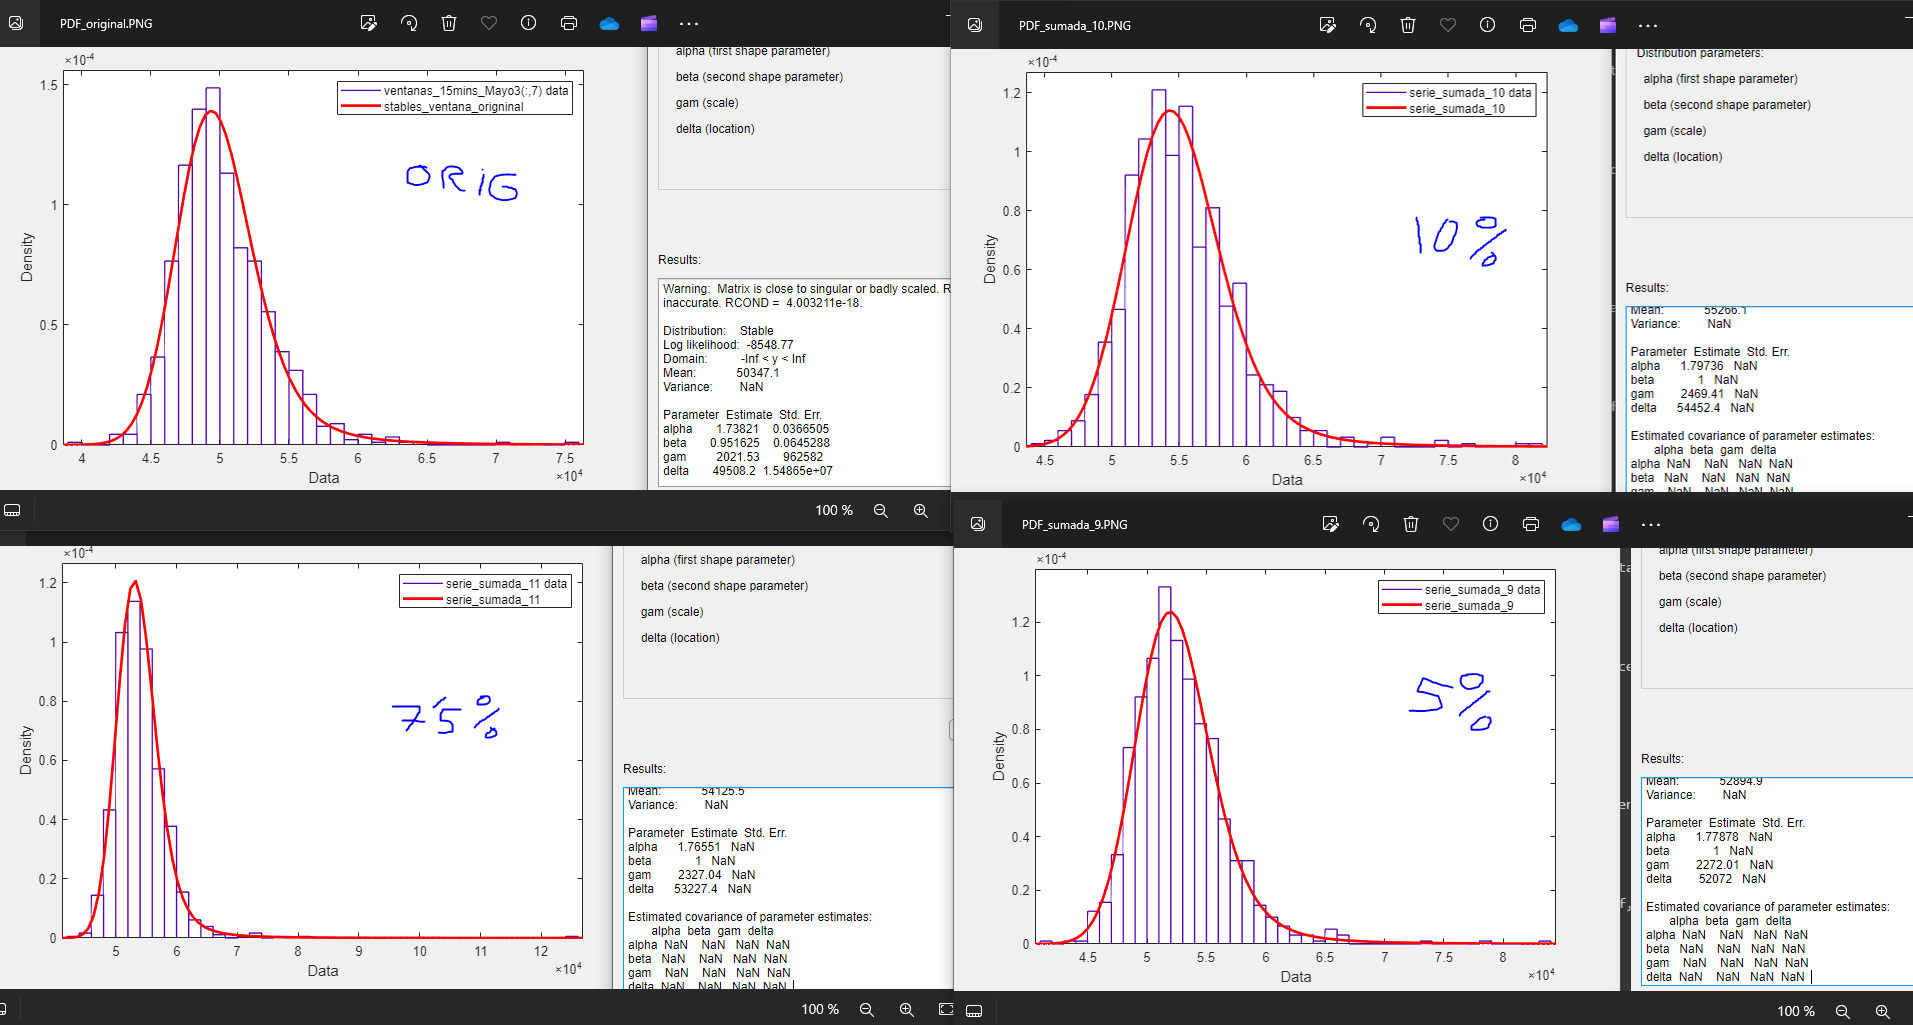 PDF_original.PNG
×10⁻⁴
1.5
1
0.5
0
4
4.5
5
5.5
6
6.5
7
7.5
×10⁴
Density
Data
ventanas_15mins_Mayo3(:,7) data
stables_ventana_origninal
ORIG
alpha (first shape parameter)
beta (second shape parameter)
gam (scale)
delta (location)
Results:
Warning:  Matrix is close to singular or badly scaled. R
inaccurate. RCOND =  4.003211e-18.
Distribution:    Stable
Log likelihood:  -8548.77
Domain:          -Inf < y < Inf
Mean:            50347.1
Variance:        NaN
Parameter  Estimate  Std. Err.
alpha    1.73821    0.0366505
beta    0.951625    0.0645288
gam    2021.53    962582
delta    49508.2  1.54865e+07
100 %
PDF_sumada_10.PNG
×10⁻⁴
1.2
1
0.8
0.6
0.4
0.2
0
4.5
5
5.5
6
6.5
7
7.5
8
×10⁴
Density
Data
serie_sumada_10 data
serie_sumada_10
10%
Distribution parameters:
alpha (first shape parameter)
beta (second shape parameter)
gam (scale)
delta (location)
Results:
Mean:            55266.1
Variance:        NaN
Parameter  Estimate  Std. Err.
alpha    1.79736    NaN
beta    1    NaN
gam    2469.41    NaN
delta    54452.4    NaN
Estimated covariance of parameter estimates:
alpha  beta  gam  delta
alpha  NaN  NaN  NaN  NaN
beta  NaN  NaN  NaN  NaN
gam  NaN  NaN  NaN  NaN
×10⁻⁴
1.2
1
0.8
0.6
0.4
0.2
0
5
6
7
8
9
10
11
12
×10⁴
Density
Data
serie_sumada_11 data
serie_sumada_11
75%
alpha (first shape parameter)
beta (second shape parameter)
gam (scale)
delta (location)
Results:
Mean:            54125.5
Variance:        NaN
Parameter  Estimate  Std. Err.
alpha    1.76551    NaN
beta    1    NaN
gam    2327.04    NaN
delta    53227.4    NaN
Estimated covariance of parameter estimates:
alpha  beta  gam  delta
alpha  NaN  NaN  NaN  NaN
beta  NaN  NaN  NaN  NaN
gam  NaN  NaN  NaN  NaN
delta  NaN  NaN  NaN  NaN
100 %
PDF_sumada_9.PNG
×10⁻⁴
1.2
1
0.8
0.6
0.4
0.2
0
4.5
5
5.5
6
6.5
7
7.5
8
×10⁴
Density
Data
serie_sumada_9 data
serie_sumada_9
5%
alpha (first shape parameter)
beta (second shape parameter)
gam (scale)
delta (location)
Results:
Mean:            52894.9
Variance:        NaN
Parameter  Estimate  Std. Err.
alpha    1.77878    NaN
beta    1    NaN
gam    2272.01    NaN
delta    52072    NaN
Estimated covariance of parameter estimates:
alpha  beta  gam  delta
alpha  NaN  NaN  NaN  NaN
beta  NaN  NaN  NaN  NaN
gam  NaN  NaN  NaN  NaN
delta  NaN  NaN  NaN  NaN
100 %